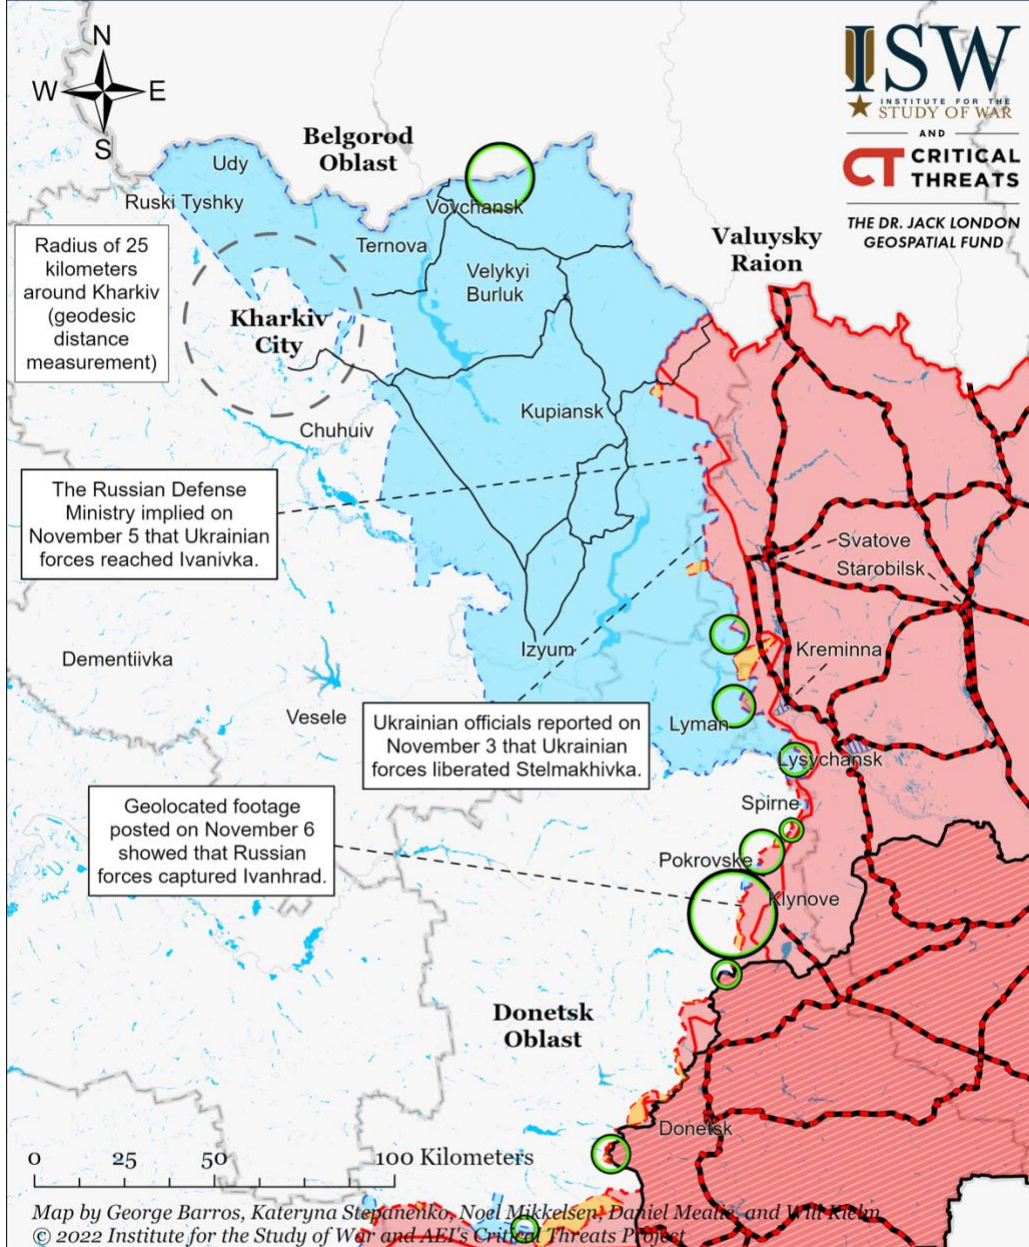 N
W E
S
ISW
INSTITUTE FOR THE
STUDY OF WAR
AND
CT CRITICAL
THREATS
THE DR. JACK LONDON
GEOSPATIAL FUND
Belgorod
Oblast
Udy
Ruski Tyshky
Vovchansk
Ternova
Valuysky
Raion
Radius of 25
kilometers
around Kharkiv
(geodesic
distance
measurement)
Velykyi
Burluk
Kharkiv
City
Kupiansk
Chuhuiv
The Russian Defense
Ministry implied on
November 5 that Ukrainian
forces reached Ivanivka.
Svatove
Starobilsk
Izyum
Kreminna
Dementiivka
Vesele
Ukrainian officials reported on
November 3 that Ukrainian
forces liberated Stelmakhivka.
Lyman
Lysychansk
Geolocated footage
posted on November 6
showed that Russian
forces captured Ivanhrad.
Spirne
Pokrovske
Klynove
Donetsk
Oblast
Donetsk
0 25 50 100 Kilometers
Map by George Barros, Kateryna Stepanenko, Noel Mikkelsen, Daniel Mealie, and Will Kielm
© 2022 Institute for the Study of War and AEI's Critical Threats Project